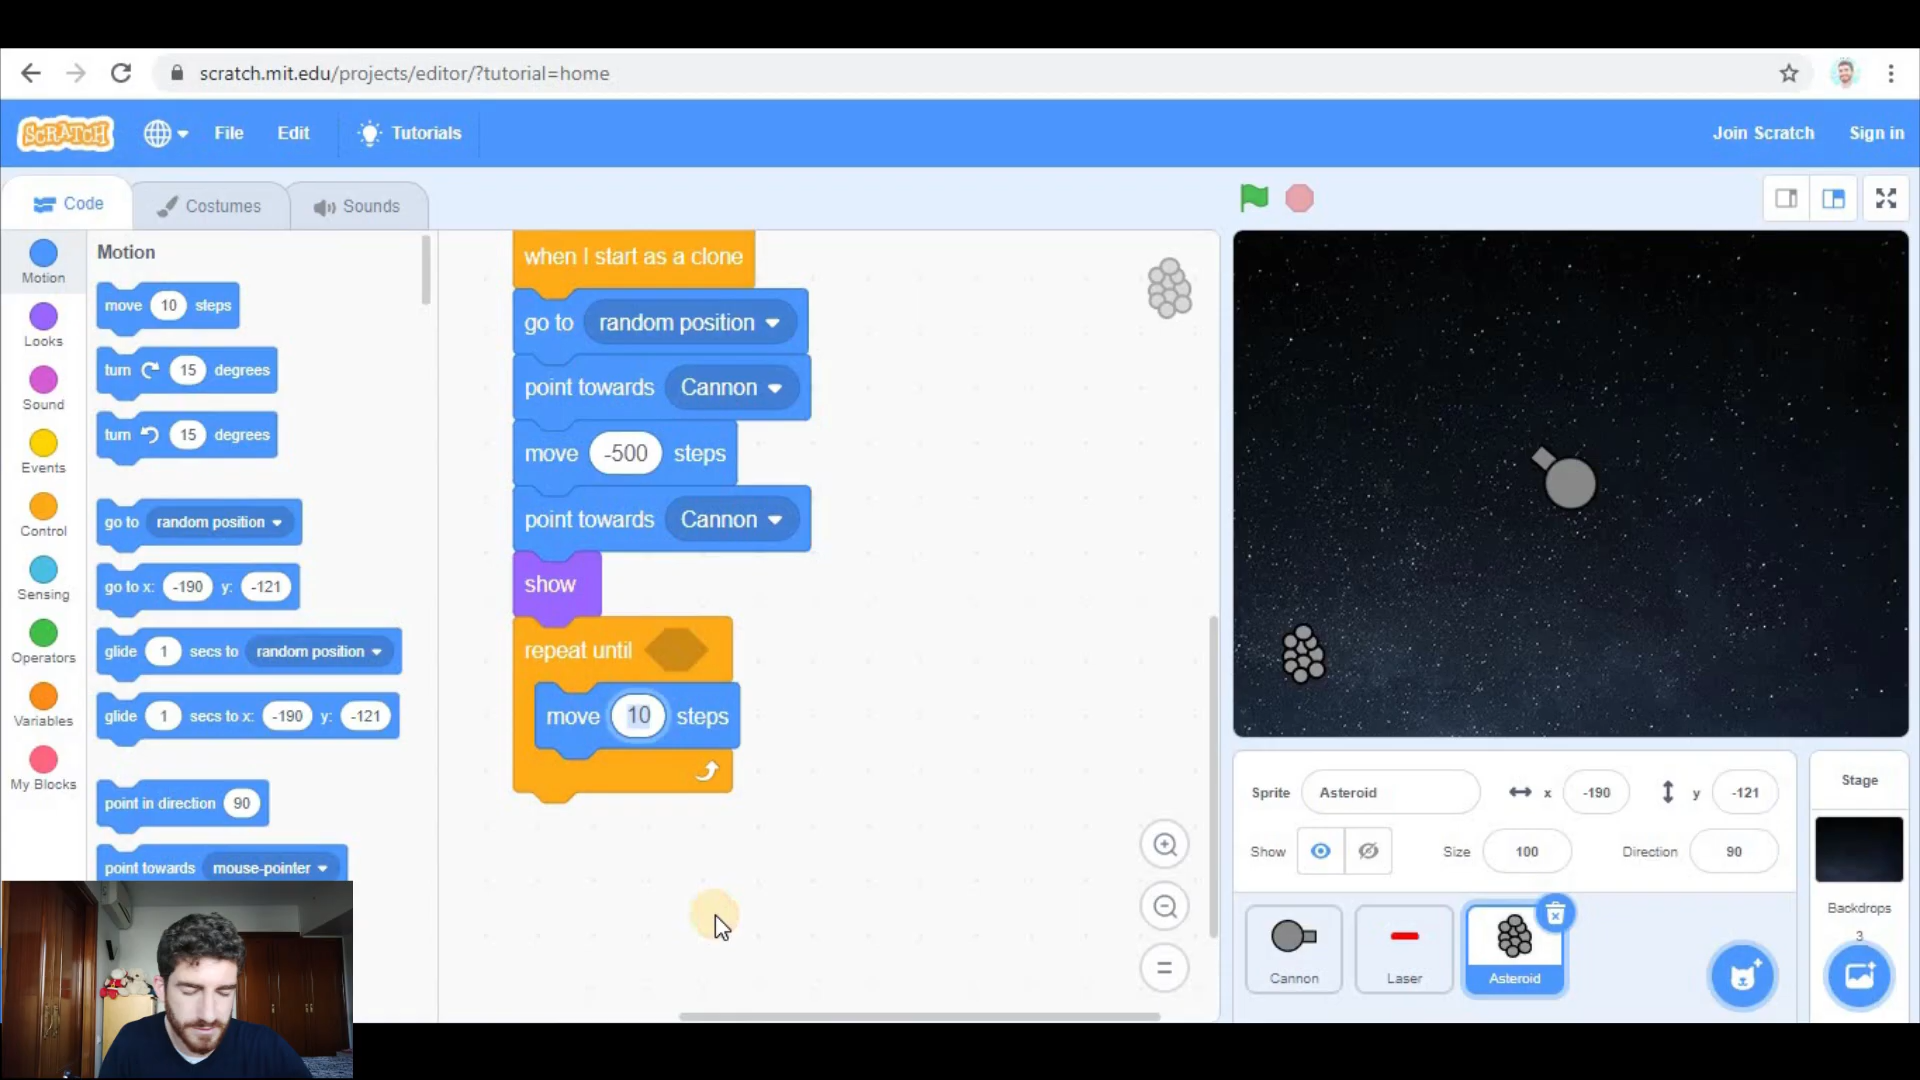 scratch.mit.edu/projects/editor/?tutorial=home
SCRATCH File Edit Tutorials Join Scratch Sign in
Code Costumes Sounds
Motion
Looks
Sound
Events
Control
Sensing
Operators
Variables
My Blocks
Motion
move 10 steps
turn 15 degrees
turn 15 degrees
go to random position
go to x: -190 y: -121
glide 1 secs to random position
glide 1 secs to x: -190 y: -121
point in direction 90
point towards mouse-pointer
when I start as a clone
go to random position
point towards Cannon
move -500 steps
point towards Cannon
show
repeat until
move 10 steps
Sprite Asteroid x -190 y -121
Show Size 100 Direction 90
Cannon Laser Asteroid
Stage
Backdrops
3